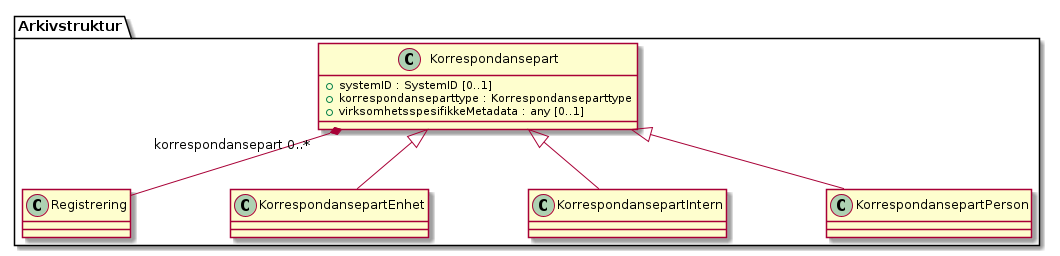 Arkivstruktur
C Korrespondansepart
systemID : SystemID [0..1]
korrespondanseparttype : Korrespondanseparttype
virksomhetsspesifikkeMetadata : any [0..1]
korrespondansepart 0..*
C Registrering
C KorrespondansepartEnhet
C KorrespondansepartIntern
C KorrespondansepartPerson